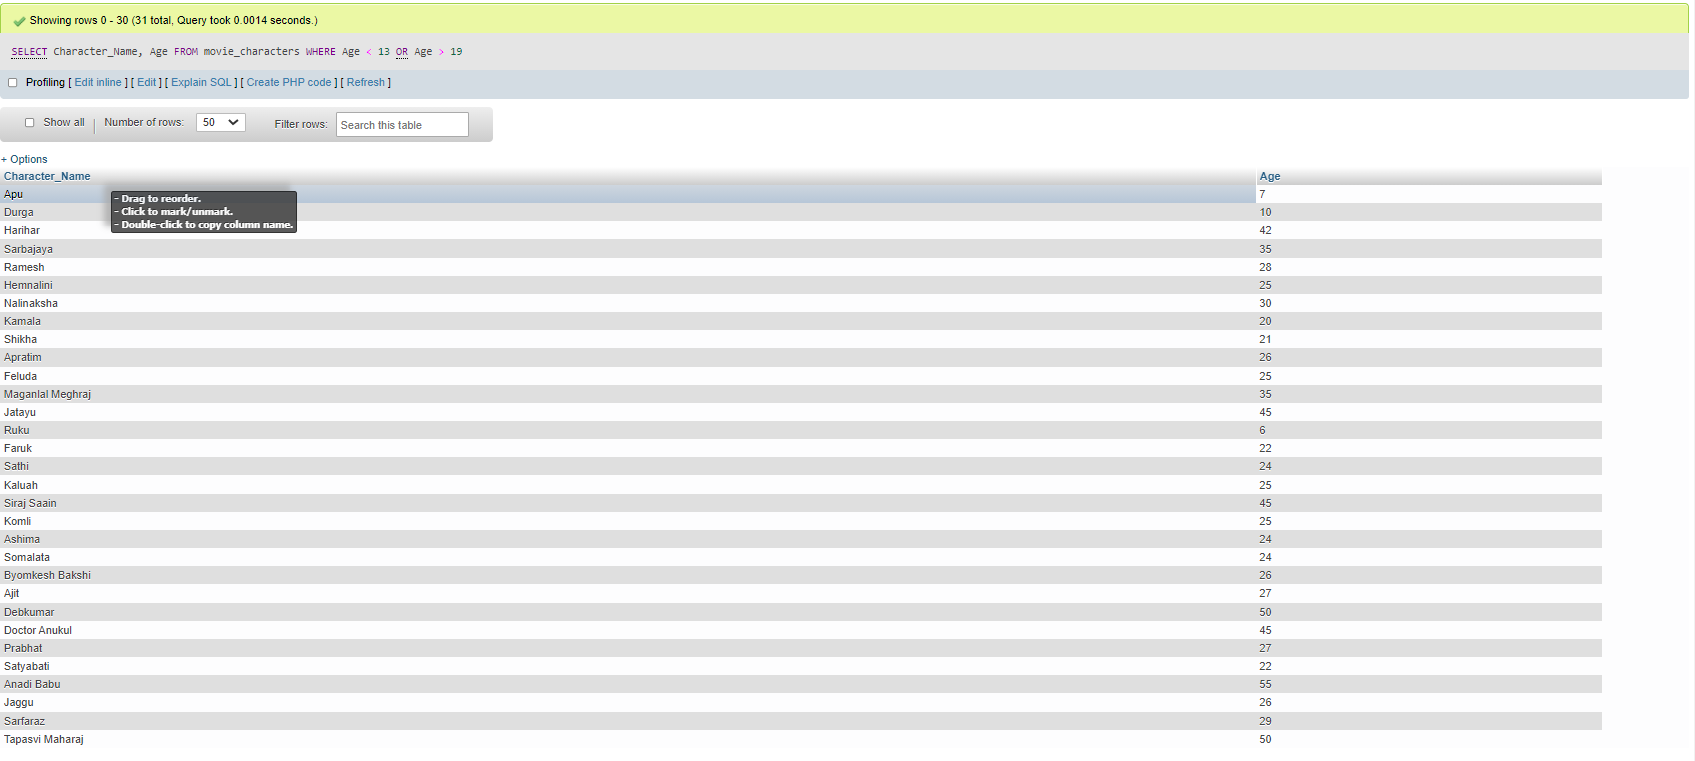 Showing rows 0 - 30 (31 total, Query took 0.0014 seconds.)
SELECT Character_Name, Age FROM movie_characters WHERE Age < 13 OR Age > 19
Profiling [ Edit inline ] [ Edit ] [ Explain SQL ] [ Create PHP code ] [ Refresh ]
Show all | Number of rows: 50 Filter rows: Search this table
+ Options
Character_Name Age
Apu 7
- Drag to reorder.
- Click to mark/unmark.
- Double-click to copy column name.
Durga 10
Harihar 42
Sarbajaya 35
Ramesh 28
Hemnalini 25
Nalinaksha 30
Kamala 20
Shikha 21
Apratim 26
Feluda 25
Maganlal Meghraj 35
Jatayu 45
Ruku 6
Faruk 22
Sathi 24
Kaluah 25
Siraj Saain 45
Komli 25
Ashima 24
Somalata 24
Byomkesh Bakshi 26
Ajit 27
Debkumar 50
Doctor Anukul 45
Prabhat 27
Satyabati 22
Anadi Babu 55
Jaggu 26
Sarfaraz 29
Tapasvi Maharaj 50